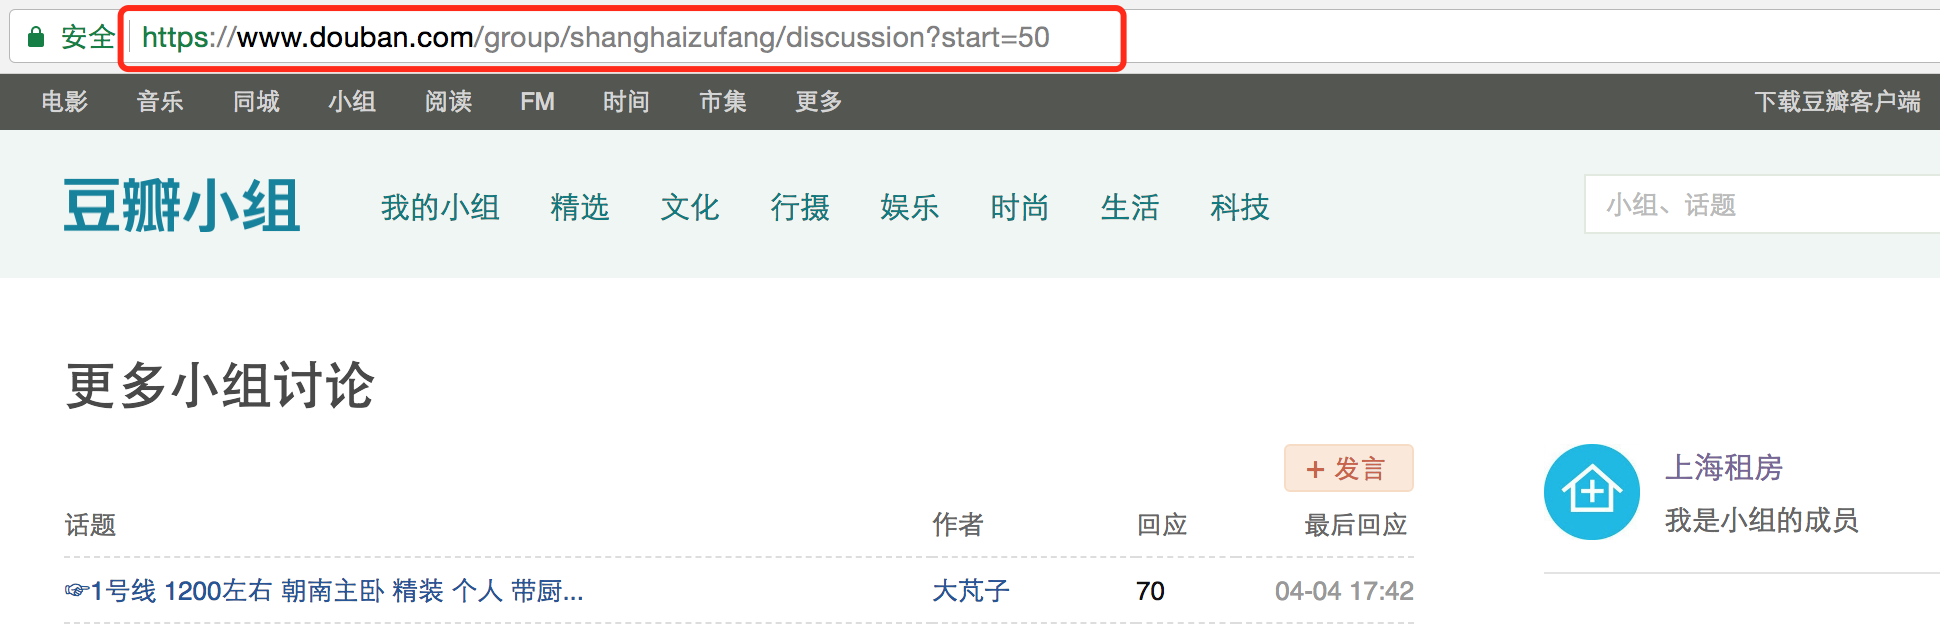 安全 https://www.douban.com/group/shanghaizufang/discussion?start=50
电影 音乐 同城 小组 阅读 FM 时间 市集 更多 下载豆瓣客户端
豆瓣小组 我的小组 精选 文化 行摄 娱乐 时尚 生活 科技 小组、话题
更多小组讨论
+ 发言
上海租房
我是小组的成员
话题 作者 回应 最后回应
☞1号线 1200左右 朝南主卧 精装 个人 带厨... 大芃子 70 04-04 17:42